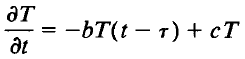 ∂T/∂t = −bT(t − τ) + cT